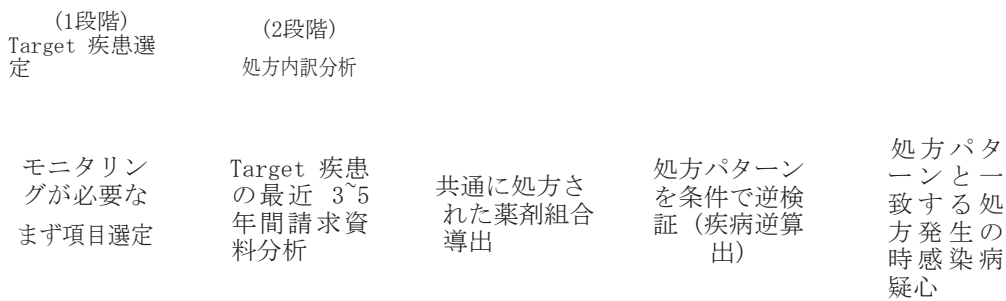 (1段階)
Target 疾患選
定
(2段階)
処方内訳分析
モニタリン
グが必要な
まず項目選定
Target 疾患
の最近 3~5
年間請求資
料分析
共通に処方さ
れた薬剤組合
導出
処方パターン
を条件で逆検
証 (疾病逆算
出)
処方パタ
ーンと一
致する処
方発生の
時感染病
疑心